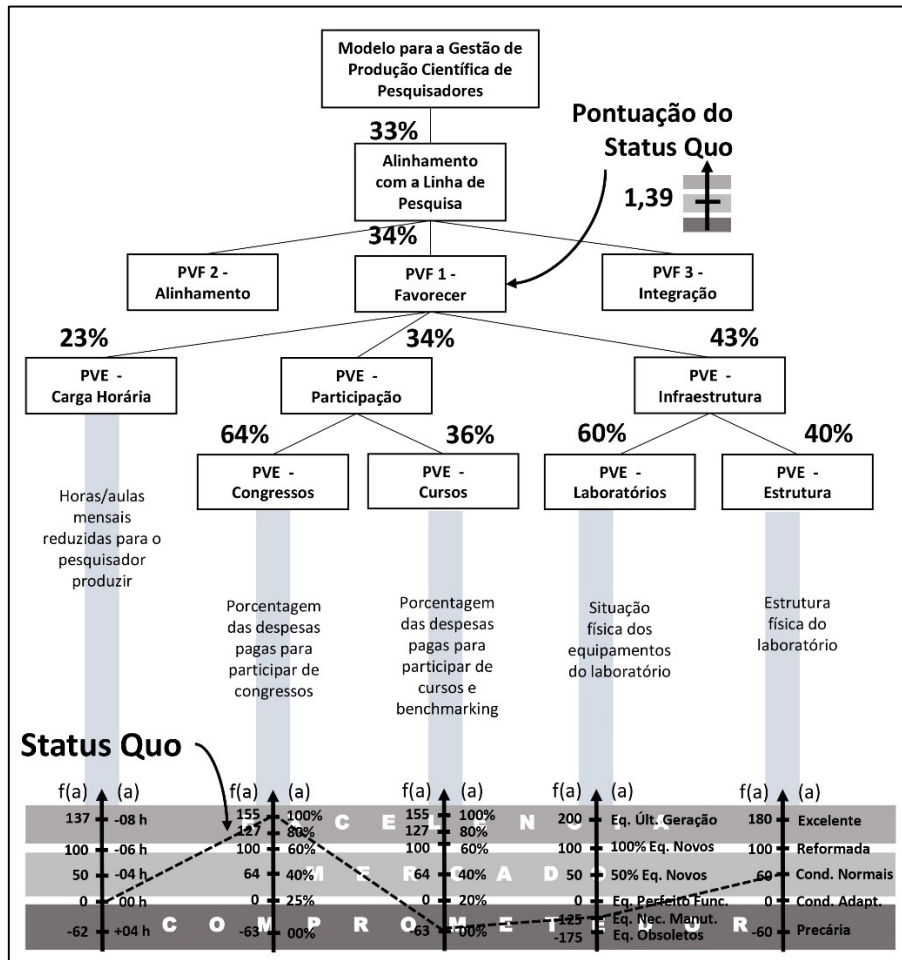 Modelo para a Gestão de
Produção Científica de
Pesquisadores
33%
Pontuação do
Status Quo
1,39
Alinhamento
com a Linha de
Pesquisa
34%
PVF 2 -
Alinhamento
PVF 1 -
Favorecer
PVF 3 -
Integração
23%
34%
43%
PVE -
Carga Horária
PVE -
Participação
PVE -
Infraestrutura
64%
36%
60%
40%
PVE -
Congressos
PVE -
Cursos
PVE -
Laboratórios
PVE -
Estrutura
Horas/aulas
mensais
reduzidas para o
pesquisador
produzir
Porcentagem
das despesas
pagas para
participar de
congressos
Porcentagem
das despesas
pagas para
participar de
cursos e
benchmarking
Situação
física dos
equipamentos
do laboratório
Estrutura
física do
laboratório
Status Quo
f(a) (a) f(a) (a) f(a) (a) f(a) (a) f(a) (a)
137 -08 h 155 100% 155 100% 200 Eq. Últ. Geração 180 Excelente
127 80% 127 80%
100 -06 h 100 60% 100 60% 100 100% Eq. Novos 100 Reformada
50 -04 h 64 40% 64 40% 50 50% Eq. Novos 60 Cond. Normais
0 00 h 0 25% 0 20% 0 Eq. Perfeito Func. 0 Cond. Adapt.
-125 Eq. Nec. Manut.
-62 +04 h -63 00% -63 00% -175 Eq. Obsoletos -60 Precária
COMPROMETEDOR